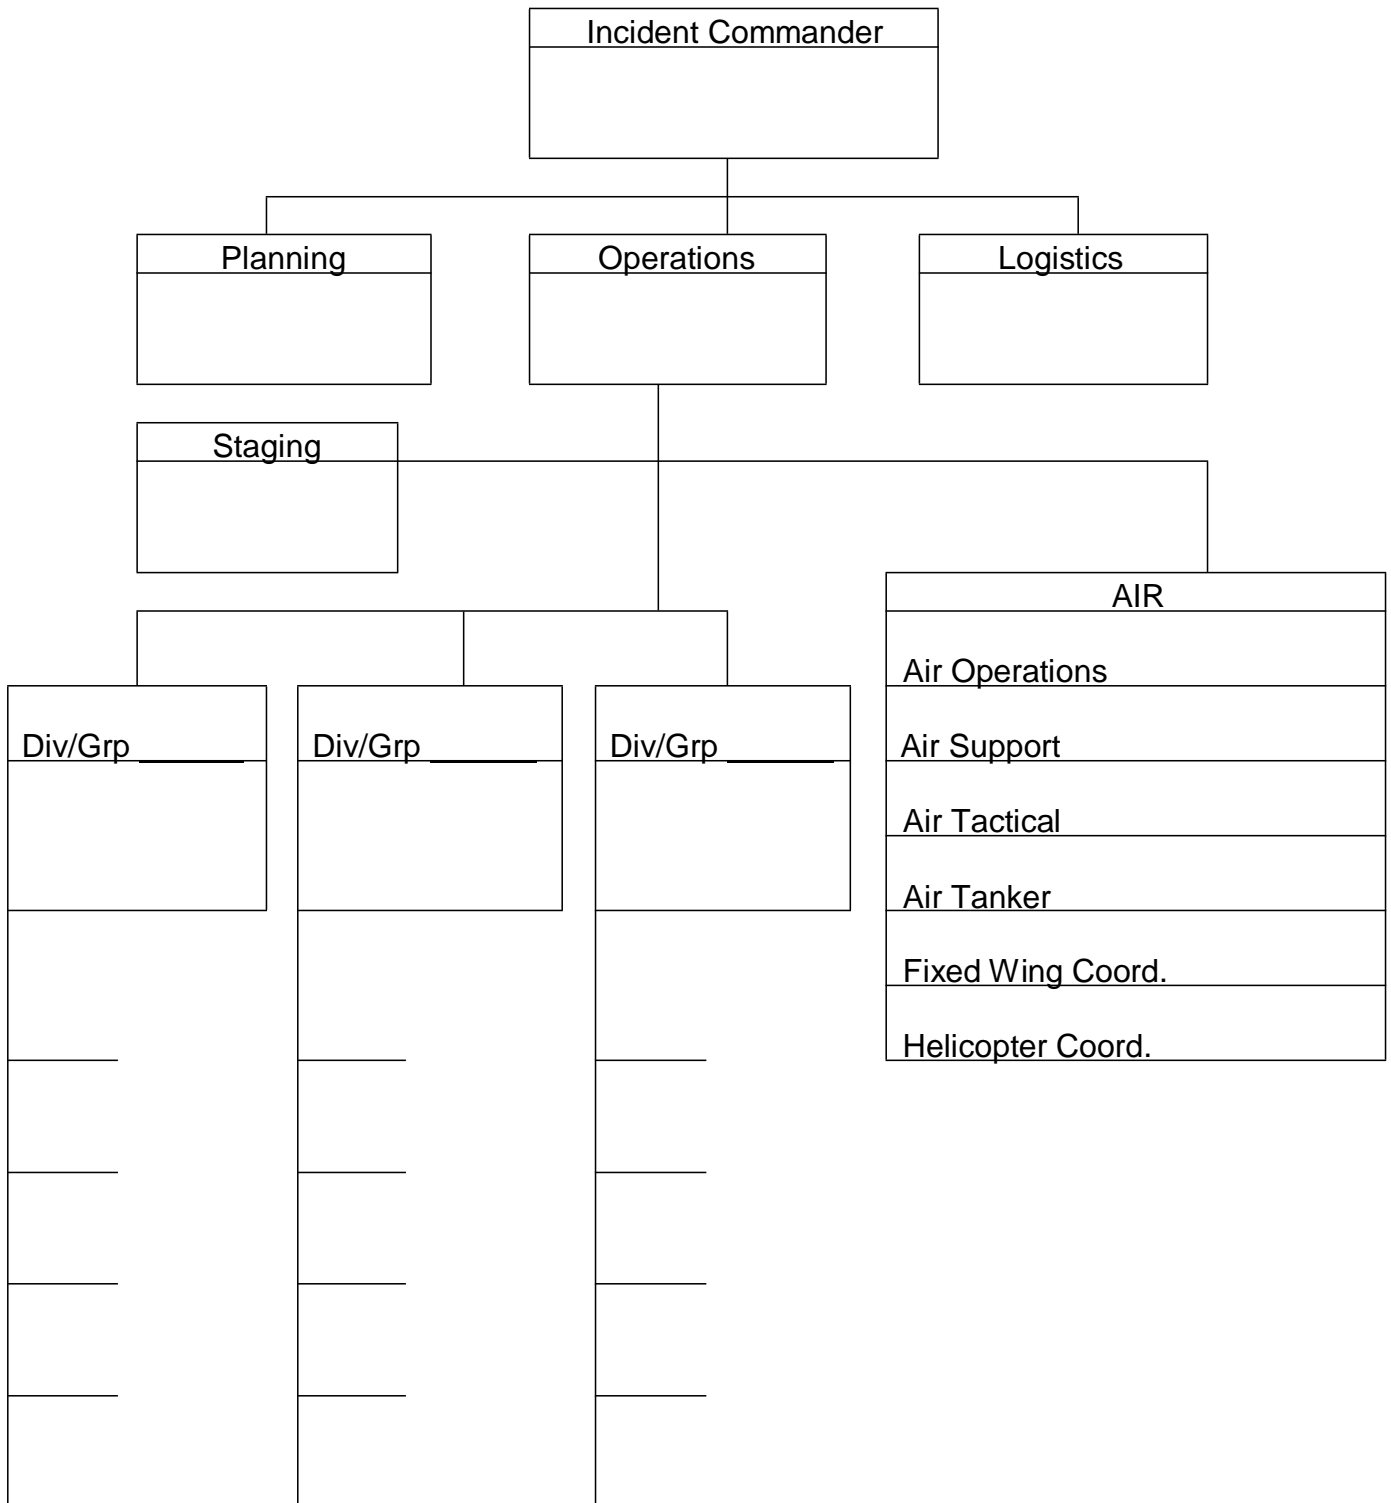 Incident Commander
Planning
Operations
Logistics
Staging
AIR
Air Operations
Div/Grp ______
Div/Grp ______
Div/Grp ______
Air Support
Air Tactical
Air Tanker
Fixed Wing Coord.
Helicopter Coord.